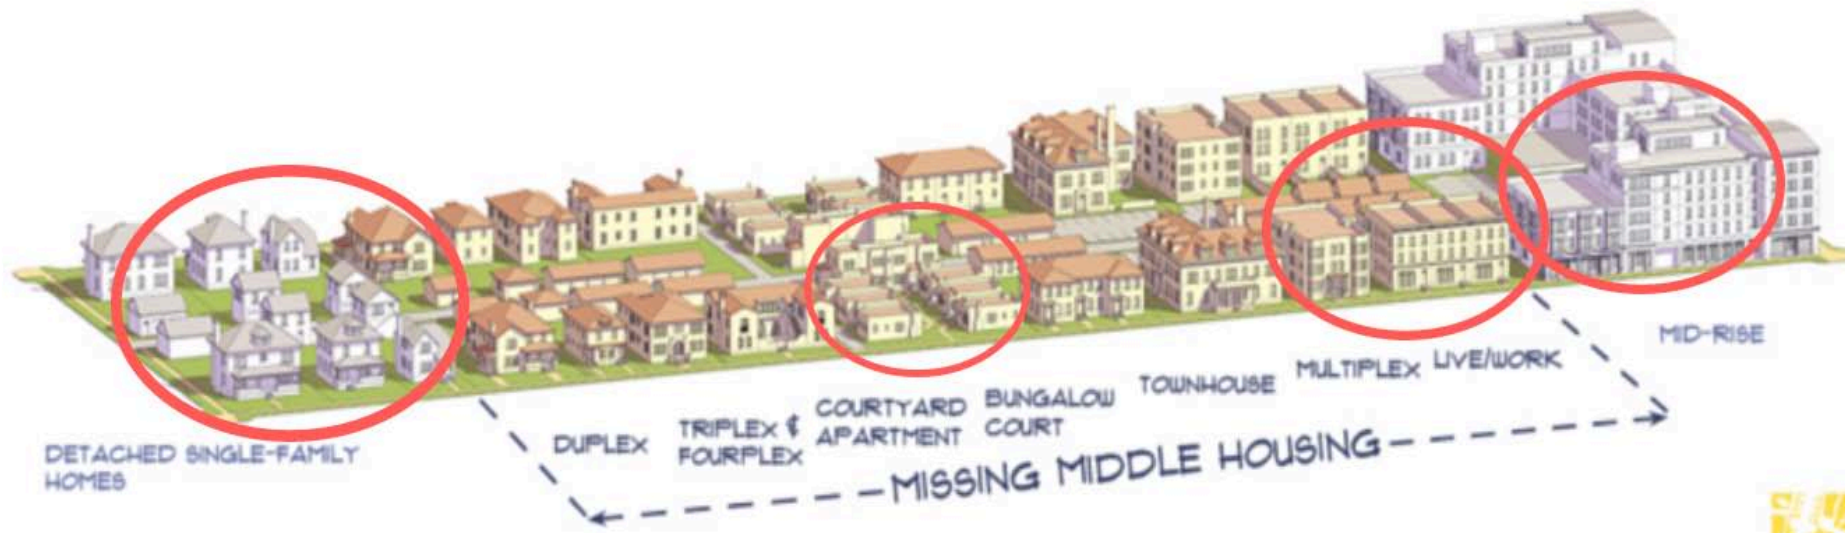 DETACHED SINGLE-FAMILY
HOMES
DUPLEX
TRIPLEX &
FOURPLEX
COURTYARD
APARTMENT
BUNGALOW
COURT
TOWNHOUSE
MULTIPLEX
LIVE/WORK
MID-RISE
MISSING MIDDLE HOUSING